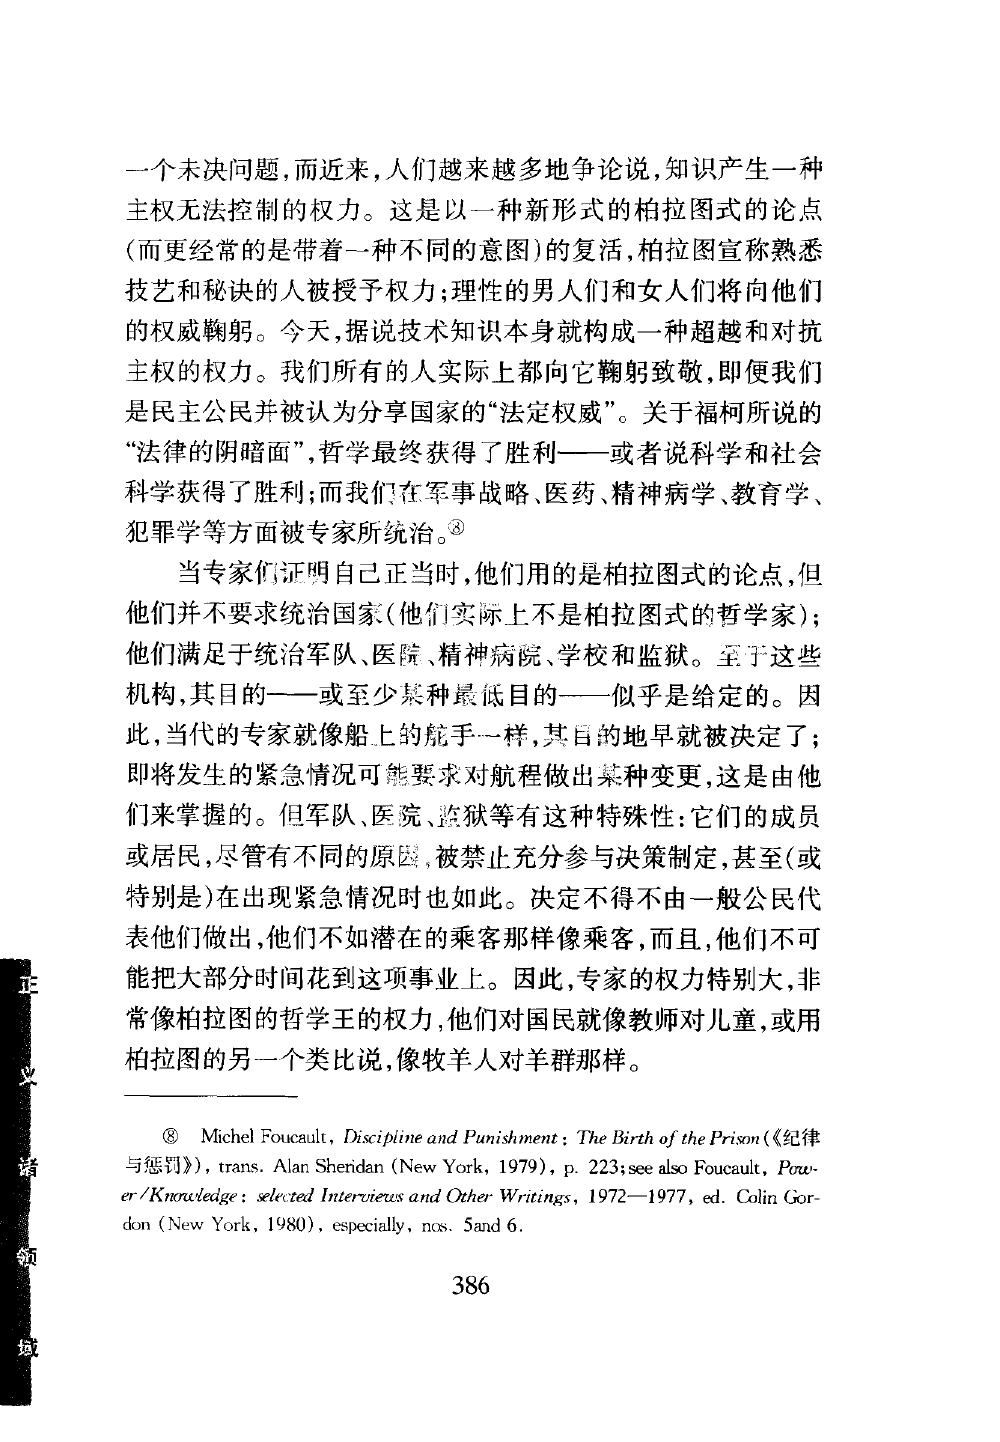 一个未决问题,而近来,人们越来越多地争论说,知识产生一种
主权无法控制的权力。这是以一种新形式的柏拉图式的论点
(而更经常的是带着一种不同的意图)的复活,柏拉图宣称熟悉
技艺和秘诀的人被授予权力;理性的男人们和女人们将向他们
的权威鞠躬。今天,据说技术知识本身就构成一种超越和对抗
主权的权力。我们所有的人实际上都向它鞠躬致敬,即便我们
是民主公民并被认为分享国家的“法定权威”。关于福柯所说的
“法律的阴暗面”,哲学最终获得了胜利——或者说科学和社会
科学获得了胜利;而我们在军事战略、医药、精神病学、教育学、
犯罪学等方面被专家所统治。⑧
当专家们证明自己正当时,他们用的是柏拉图式的论点,但
他们并不要求统治国家(他们实际上不是柏拉图式的哲学家);
他们满足于统治军队、医院、精神病院、学校和监狱。至于这些
机构,其目的——或至少某种最低目的——似乎是给定的。因
此,当代的专家就像船上的舵手一样,其目的地早就被决定了;
即将发生的紧急情况可能要求对航程做出某种变更,这是由他
们来掌握的。但军队、医院、监狱等有这种特殊性:它们的成员
或居民,尽管有不同的原因,被禁止充分参与决策制定,甚至(或
特别是)在出现紧急情况时也如此。决定不得不由一般公民代
表他们做出,他们不如潜在的乘客那样像乘客,而且,他们不可
能把大部分时间花到这项事业上。因此,专家的权力特别大,非
常像柏拉图的哲学王的权力,他们对国民就像教师对儿童,或用
柏拉图的另一个类比说,像牧羊人对羊群那样。
⑧ Michel Foucault, Discipline and Punishment: The Birth of the Prison(《纪律
与惩罚》), trans. Alan Sheridan (New York, 1979), p. 223;see also Foucault, Pow-
er/Knowledge: selected Interviews and Other Writings, 1972—1977, ed. Colin Gor-
don (New York, 1980), especially, nos. 5and 6.
386
正义诸领域